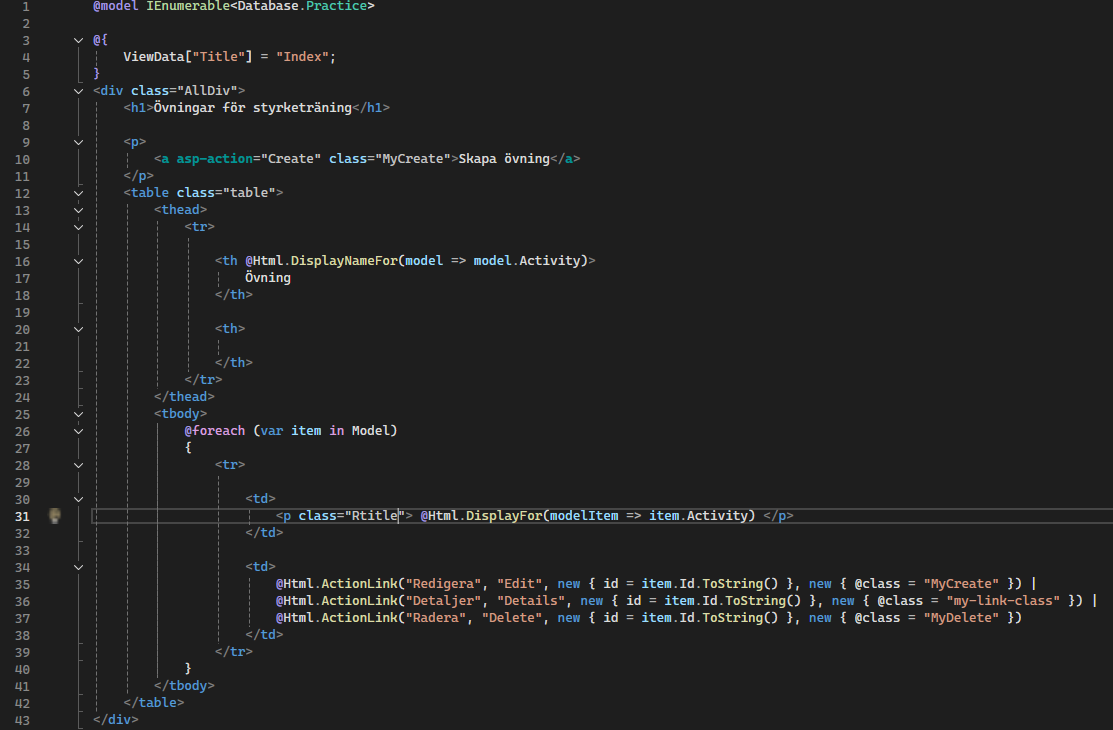 1 @model IEnumerable<Database.Practice>
2
3 @{
4 ViewData["Title"] = "Index";
5 }
6 <div class="AllDiv">
7 <h1>Övningar för styrketräning</h1>
8
9 <p>
10 <a asp-action="Create" class="MyCreate">Skapa övning</a>
11 </p>
12 <table class="table">
13 <thead>
14 <tr>
15
16 <th @Html.DisplayNameFor(model => model.Activity)>
17 Övning
18 </th>
19
20 <th>
21
22 </th>
23 </tr>
24 </thead>
25 <tbody>
26 @foreach (var item in Model)
27 {
28 <tr>
29
30 <td>
31 <p class="Rtitle"> @Html.DisplayFor(modelItem => item.Activity) </p>
32 </td>
33
34 <td>
35 @Html.ActionLink("Redigera", "Edit", new { id = item.Id.ToString() }, new { @class = "MyCreate" }) |
36 @Html.ActionLink("Detaljer", "Details", new { id = item.Id.ToString() }, new { @class = "my-link-class" }) |
37 @Html.ActionLink("Radera", "Delete", new { id = item.Id.ToString() }, new { @class = "MyDelete" })
38 </td>
39 </tr>
40 }
41 </tbody>
42 </table>
43 </div>